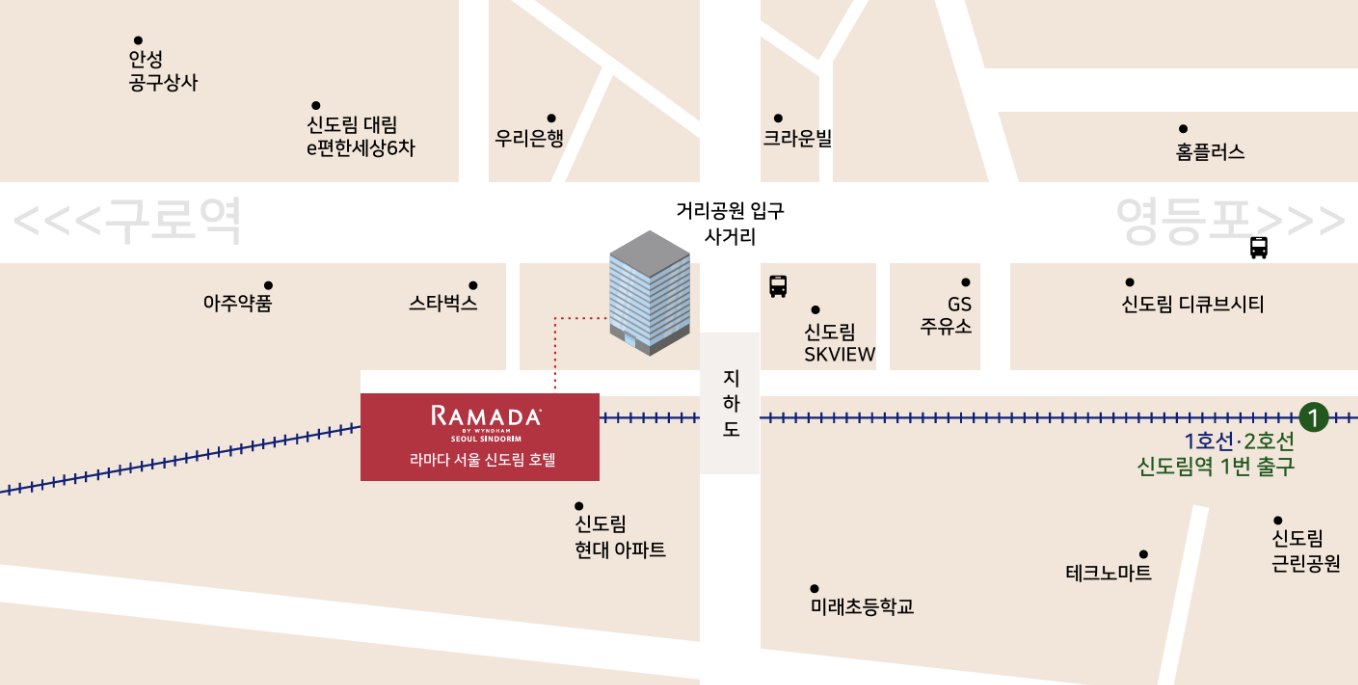 안성
공구상사
신도림 대림
e편한세상6차
우리은행
크라운빌
홈플러스
<<<구로역
거리공원 입구
사거리
영등포>>>
아주약품
스타벅스
신도림
SKVIEW
GS
주유소
신도림 디큐브시티
지
하
도
RAMADA
BY WYNDHAM
SEOUL SINDORIM
라마다 서울 신도림 호텔
1
1호선·2호선
신도림역 1번 출구
신도림
현대 아파트
미래초등학교
테크노마트
신도림
근린공원